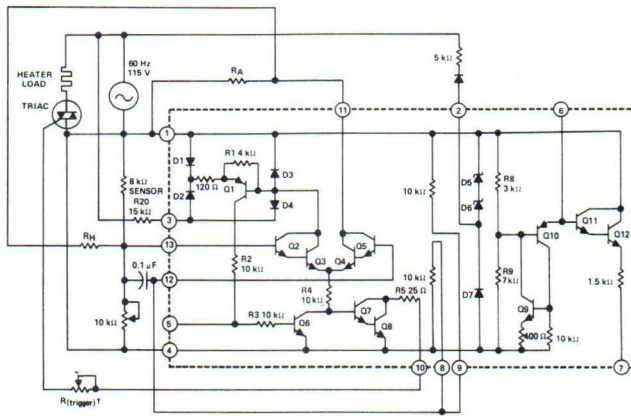 60 Hz
115 V
HEATER
LOAD
TRIAC
RA
5 kΩ
11
2
6
1
D1
R1 4 kΩ
D3
120 Ω
Q1
D2
D4
8 kΩ
SENSOR
R20
15 kΩ
3
10 kΩ
D5
D6
R8
3 kΩ
Q10
Q11
Q12
RH
13
Q2
Q3
Q4
Q5
R2
10 kΩ
0.1 μF
12
R4
10 kΩ
10 kΩ
D7
R9
7 kΩ
Q9
1.5 kΩ
10 kΩ
5
R3 10 kΩ
Q6
Q7
Q8
R5 25 Ω
400 Ω
10 kΩ
4
10
8
9
7
R(trigger)†